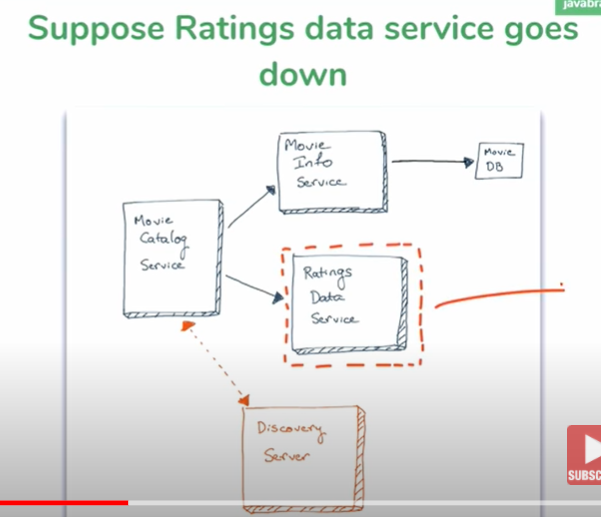 javabra
Suppose Ratings data service goes
down
Movie
Info
Service
Movie
DB
Movie
Catalog
Service
Ratings
Data
Service
Discovery
Server
SUBSC